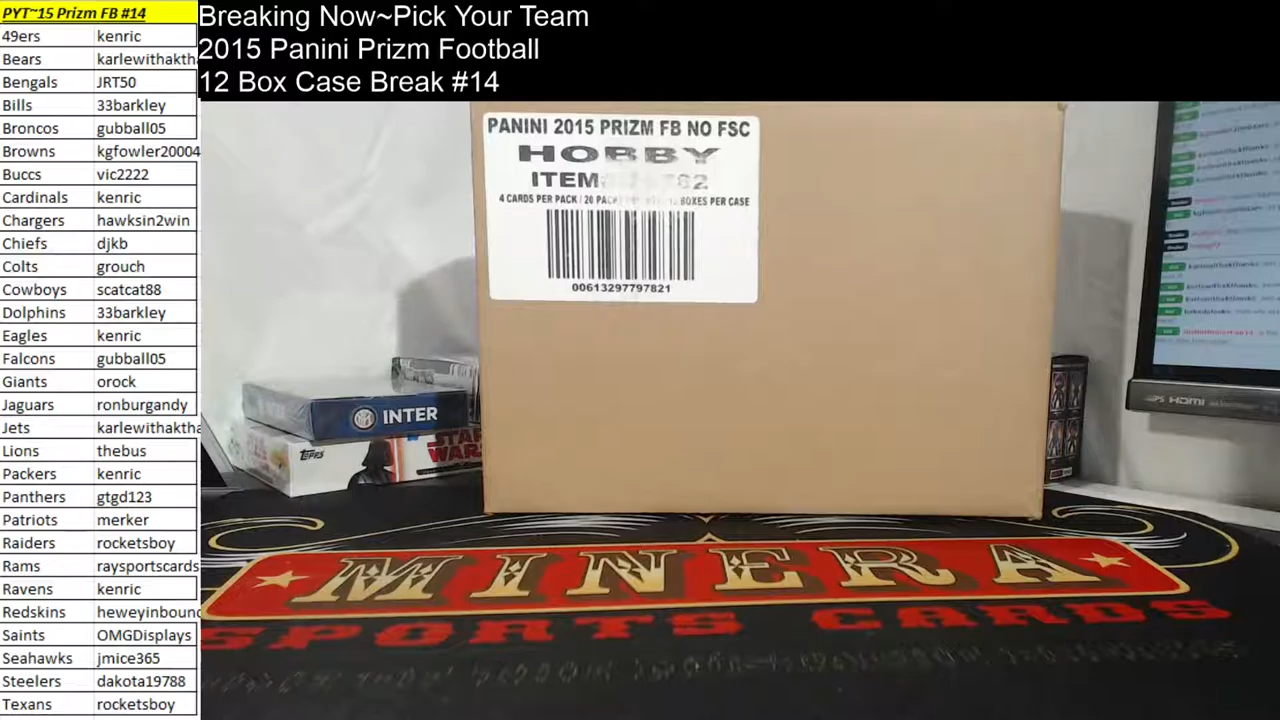 PYT~15 Prizm FB #14
49ers kenric
Bears karlewithakth
Bengals JRT50
Bills 33barkley
Broncos gubball05
Browns kgfowler20004
Buccs vic2222
Cardinals kenric
Chargers hawksin2win
Chiefs djkb
Colts grouch
Cowboys scatcat88
Dolphins 33barkley
Eagles kenric
Falcons gubball05
Giants orock
Jaguars ronburgandy
Jets karlewithaktha
Lions thebus
Packers kenric
Panthers gtgd123
Patriots merker
Raiders rocketsboy
Rams raysportscards
Ravens kenric
Redskins heweyinbound
Saints OMGDisplays
Seahawks jmice365
Steelers dakota19788
Texans rocketsboy
Breaking Now~Pick Your Team
2015 Panini Prizm Football
12 Box Case Break #14
PANINI 2015 PRIZM FB NO FSC
HOBBY
4 CARDS PER PACK / 20 BOXES PER CASE
00613297797821
INTER
Topps
STAR
WARS
HDMI
MINERA
SPORTS CARDS